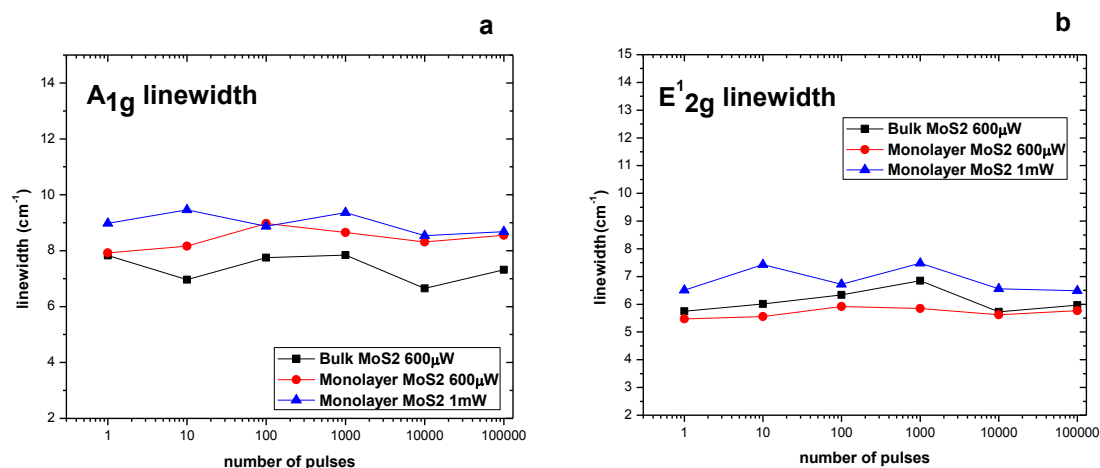 a
14
12
10
8
6
4
2
linewidth (cm⁻¹)
A1g linewidth
Bulk MoS2 600μW
Monolayer MoS2 600μW
Monolayer MoS2 1mW
1 10 100 1000 10000 100000
number of pulses
b
15
14
13
12
11
10
9
8
7
6
5
4
3
2
linewidth(cm⁻¹)
E¹2g linewidth
Bulk MoS2 600μW
Monolayer MoS2 600μW
Monolayer MoS2 1mW
1 10 100 1000 10000 100000
number of pulses